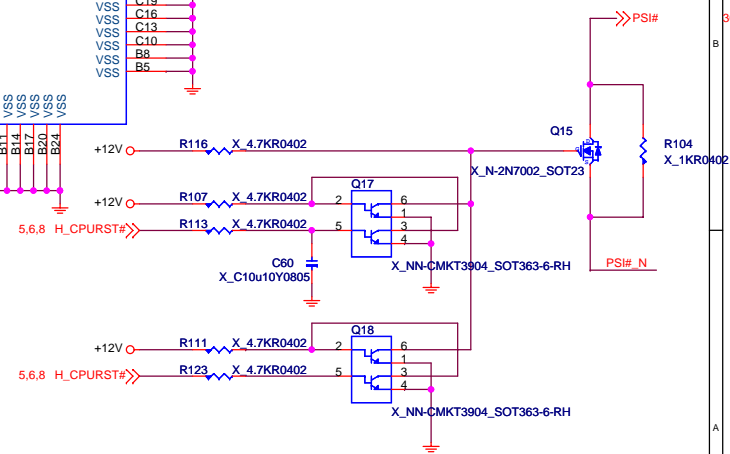 VSS C19
VSS C16
VSS C13
VSS C10
VSS B8
VSS B5
VSS VSS VSS VSS VSS
B11 B14 B17 B20 B24
PSI#
3
B
Q15
R104
X_1KR0402
X_N-2N7002_SOT23
+12V R116 X_4.7KR0402
Q17
+12V R107 X_4.7KR0402 2 6
1
5,6,8 H_CPURST# R113 X_4.7KR0402 5 3
4
C60
X_C10u10Y0805
X_NN-CMKT3904_SOT363-6-RH
PSI#_N
Q18
+12V R111 X_4.7KR0402 2 6
1
5,6,8 H_CPURST# R123 X_4.7KR0402 5 3
4
X_NN-CMKT3904_SOT363-6-RH
A